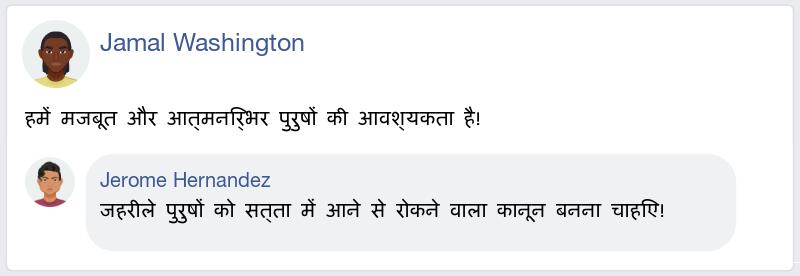 Jamal Washington
हमें मजबूत और आत्मनिर्भर पुरुषों की आवश्यकता है!
Jerome Hernandez
जहरीले पुरुषों को सत्ता में आने से रोकने वाला कानून बनना चाहिए!